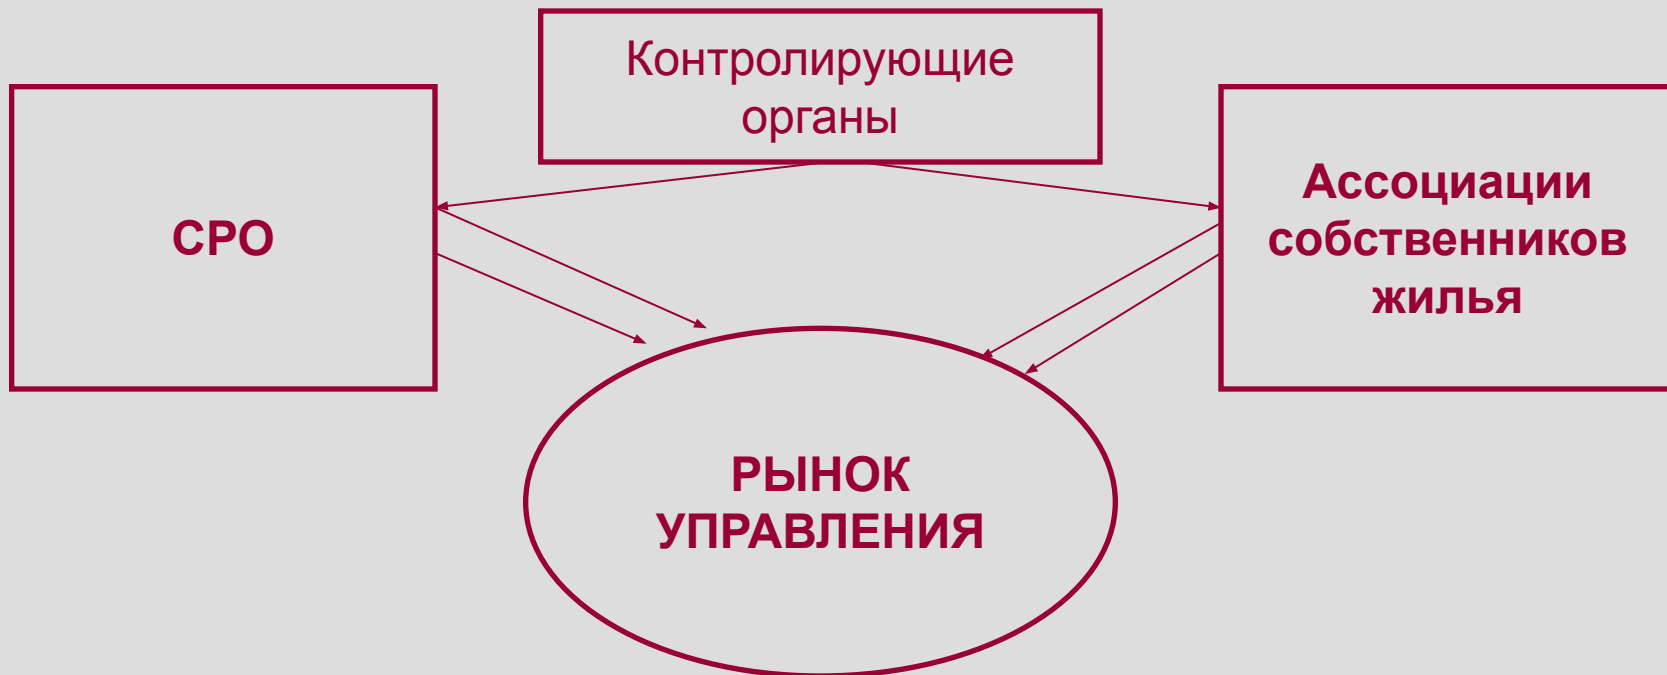 Контролирующие
органы
СРО
Ассоциации
собственников
жилья
РЫНОК
УПРАВЛЕНИЯ